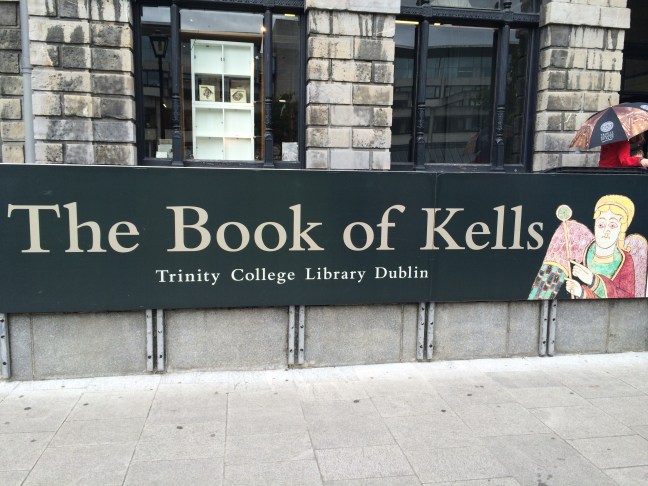 The Book of Kells
Trinity College Library Dublin